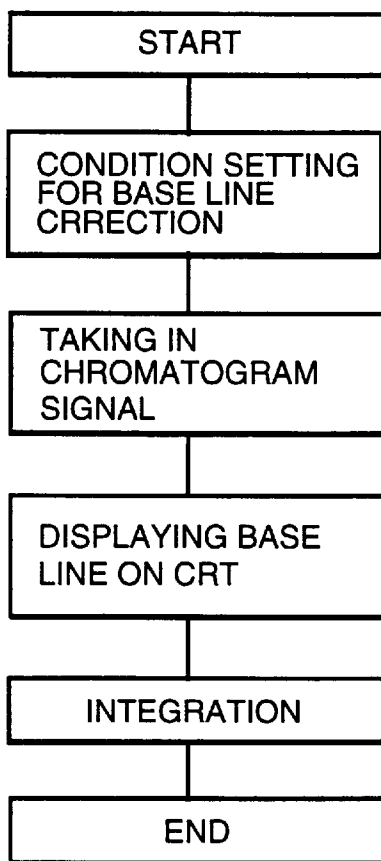 START
CONDITION SETTING
FOR BASE LINE
CRRECTION
TAKING IN
CHROMATOGRAM
SIGNAL
DISPLAYING BASE
LINE ON CRT
INTEGRATION
END